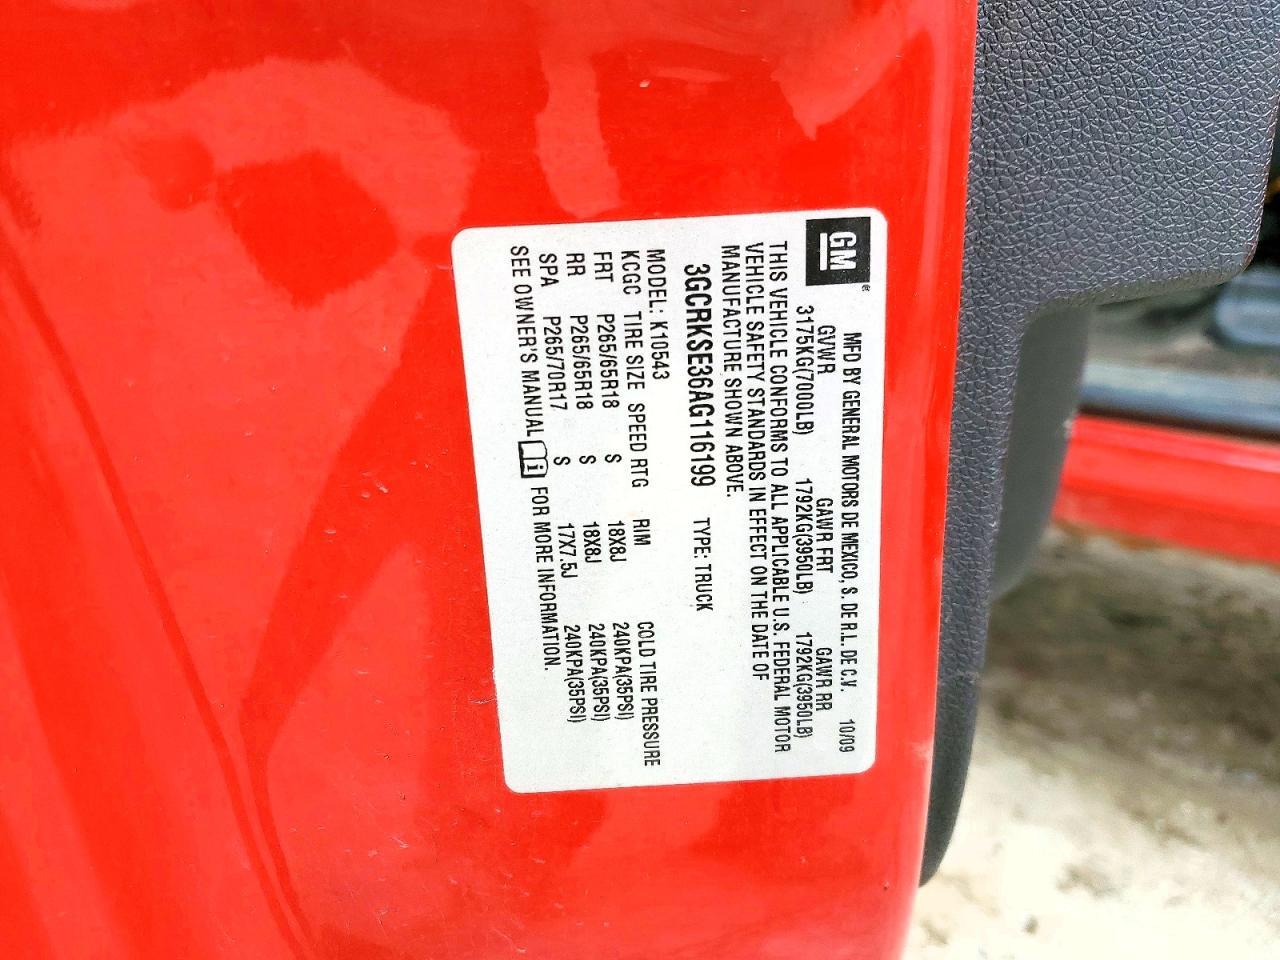 GM ®
MFD BY GENERAL MOTORS DE MEXICO, S. DE R.L. DE C.V. 10/09
GVWR GAWR FRT GAWR RR
3175KG(7000LB) 1792KG(3950LB) 1792KG(3950LB)
THIS VEHICLE CONFORMS TO ALL APPLICABLE U.S. FEDERAL MOTOR
VEHICLE SAFETY STANDARDS IN EFFECT ON THE DATE OF
MANUFACTURE SHOWN ABOVE.
3GCRKSE36AG116199 TYPE: TRUCK
MODEL: K10543
KCGC TIRE SIZE SPEED RTG RIM COLD TIRE PRESSURE
FRT P265/65R18 S 18X8J 240KPA(35PSI)
RR P265/65R18 S 18X8J 240KPA(35PSI)
SPA P265/70R17 S 17X7.5J 240KPA(35PSI)
SEE OWNER'S MANUAL i FOR MORE INFORMATION.